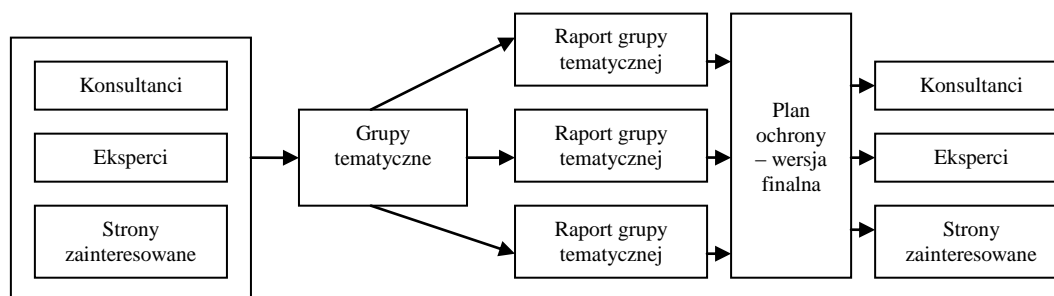 Konsultanci
Eksperci
Strony
zainteresowane
Grupy
tematyczne
Raport grupy
tematycznej
Raport grupy
tematycznej
Raport grupy
tematycznej
Plan
ochrony
– wersja
finalna
Konsultanci
Eksperci
Strony
zainteresowane